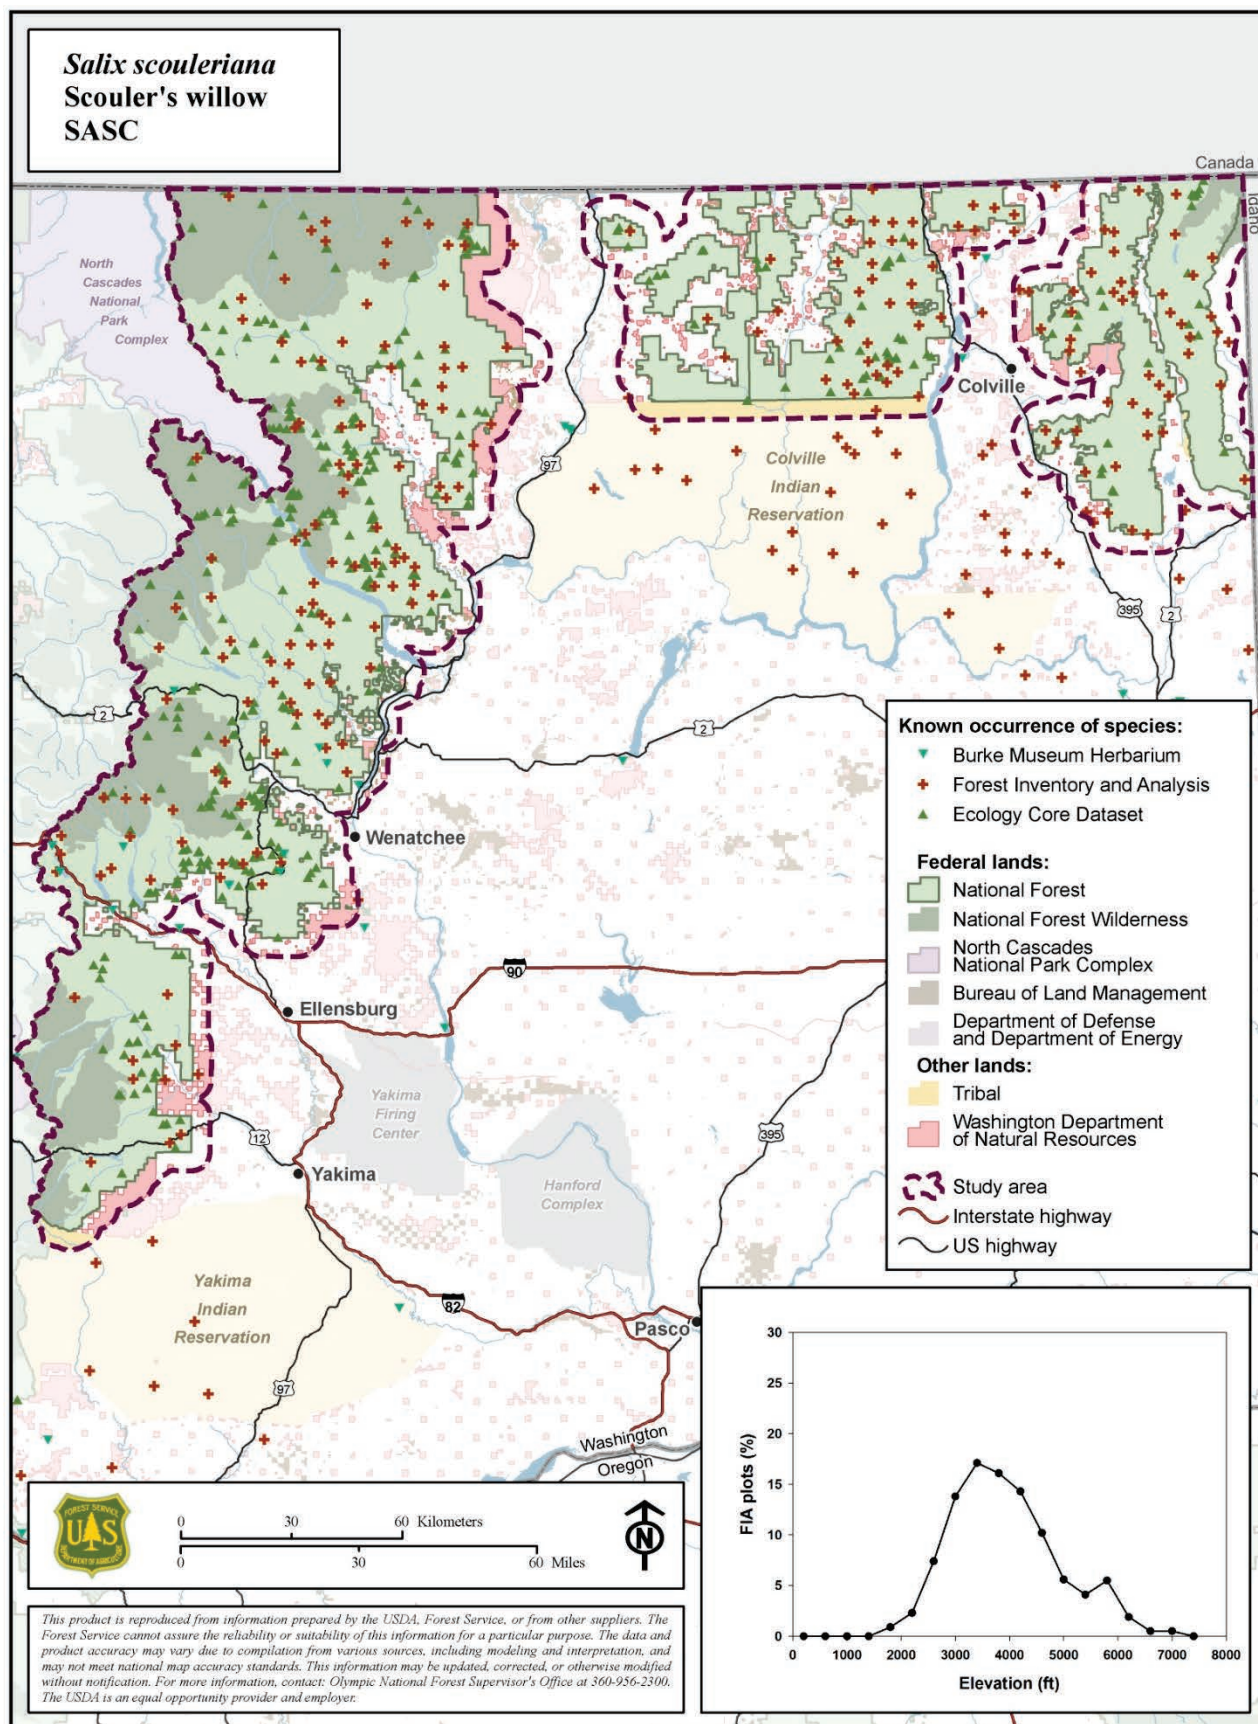 Salix scouleriana
Scouler's willow
SASC
Canada
Idaho
North
Cascades
National
Park
Complex
Colville
97
Colville
Indian
Reservation
395
2
2
2
Known occurrence of species:
Burke Museum Herbarium
Forest Inventory and Analysis
Ecology Core Dataset
Federal lands:
National Forest
National Forest Wilderness
North Cascades
National Park Complex
Bureau of Land Management
Department of Defense
and Department of Energy
Other lands:
Tribal
Washington Department
of Natural Resources
Study area
Interstate highway
US highway
Wenatchee
90
Ellensburg
Yakima
Firing
Center
395
12
Yakima
Hanford
Complex
Yakima
Indian
Reservation
82
Pasco
97
Washington
Oregon
FOREST SERVICE
U S
DEPARTMENT OF AGRICULTURE
0 30 60 Kilometers
0 30 60 Miles
N
This product is reproduced from information prepared by the USDA, Forest Service, or from other suppliers. The
Forest Service cannot assure the reliability or suitability of this information for a particular purpose. The data and
product accuracy may vary due to compilation from various sources, including modeling and interpretation, and
may not meet national map accuracy standards. This information may be updated, corrected, or otherwise modified
without notification. For more information, contact: Olympic National Forest Supervisor's Office at 360-956-2300.
The USDA is an equal opportunity provider and employer.
30
25
20
15
10
5
0
FIA plots (%)
0 1000 2000 3000 4000 5000 6000 7000 8000
Elevation (ft)